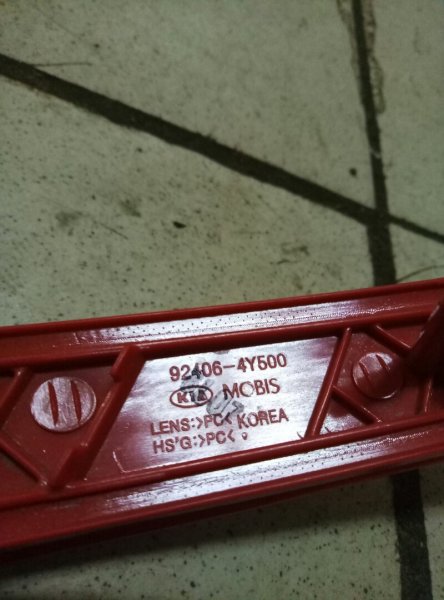 92406-4Y500
KIA MOBIS
LENS:>PC< KOREA
HS'G:>PC<